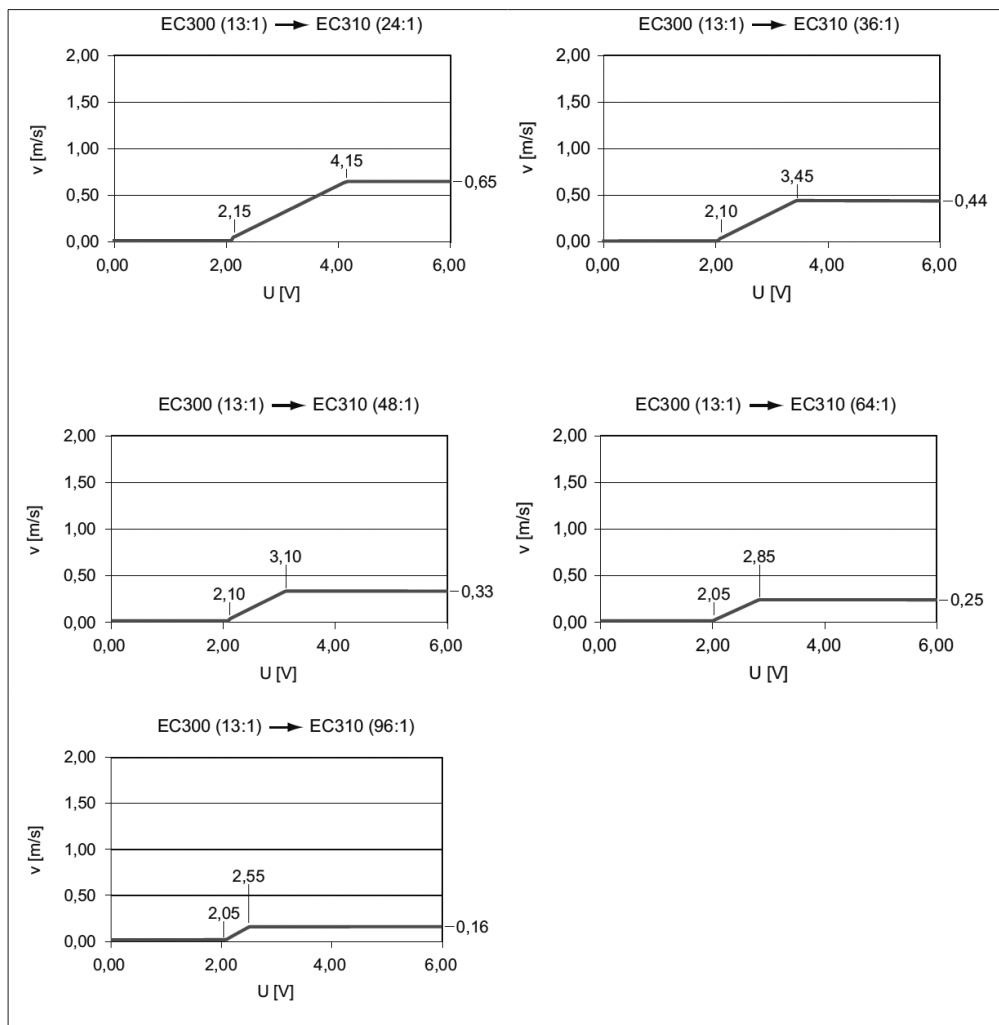 EC300 (13:1) → EC310 (24:1)
2,00
1,50
1,00
0,50
0,00
v [m/s]
4,15
2,15
0,65
0,00 2,00 4,00 6,00
U [V]
EC300 (13:1) → EC310 (36:1)
2,00
1,50
1,00
0,50
0,00
v [m/s]
3,45
2,10
0,44
0,00 2,00 4,00 6,00
U [V]
EC300 (13:1) → EC310 (48:1)
2,00
1,50
1,00
0,50
0,00
v [m/s]
3,10
2,10
0,33
0,00 2,00 4,00 6,00
U [V]
EC300 (13:1) → EC310 (64:1)
2,00
1,50
1,00
0,50
0,00
v [m/s]
2,85
2,05
0,25
0,00 2,00 4,00 6,00
U [V]
EC300 (13:1) → EC310 (96:1)
2,00
1,50
1,00
0,50
0,00
v [m/s]
2,55
2,05
0,16
0,00 2,00 4,00 6,00
U [V]